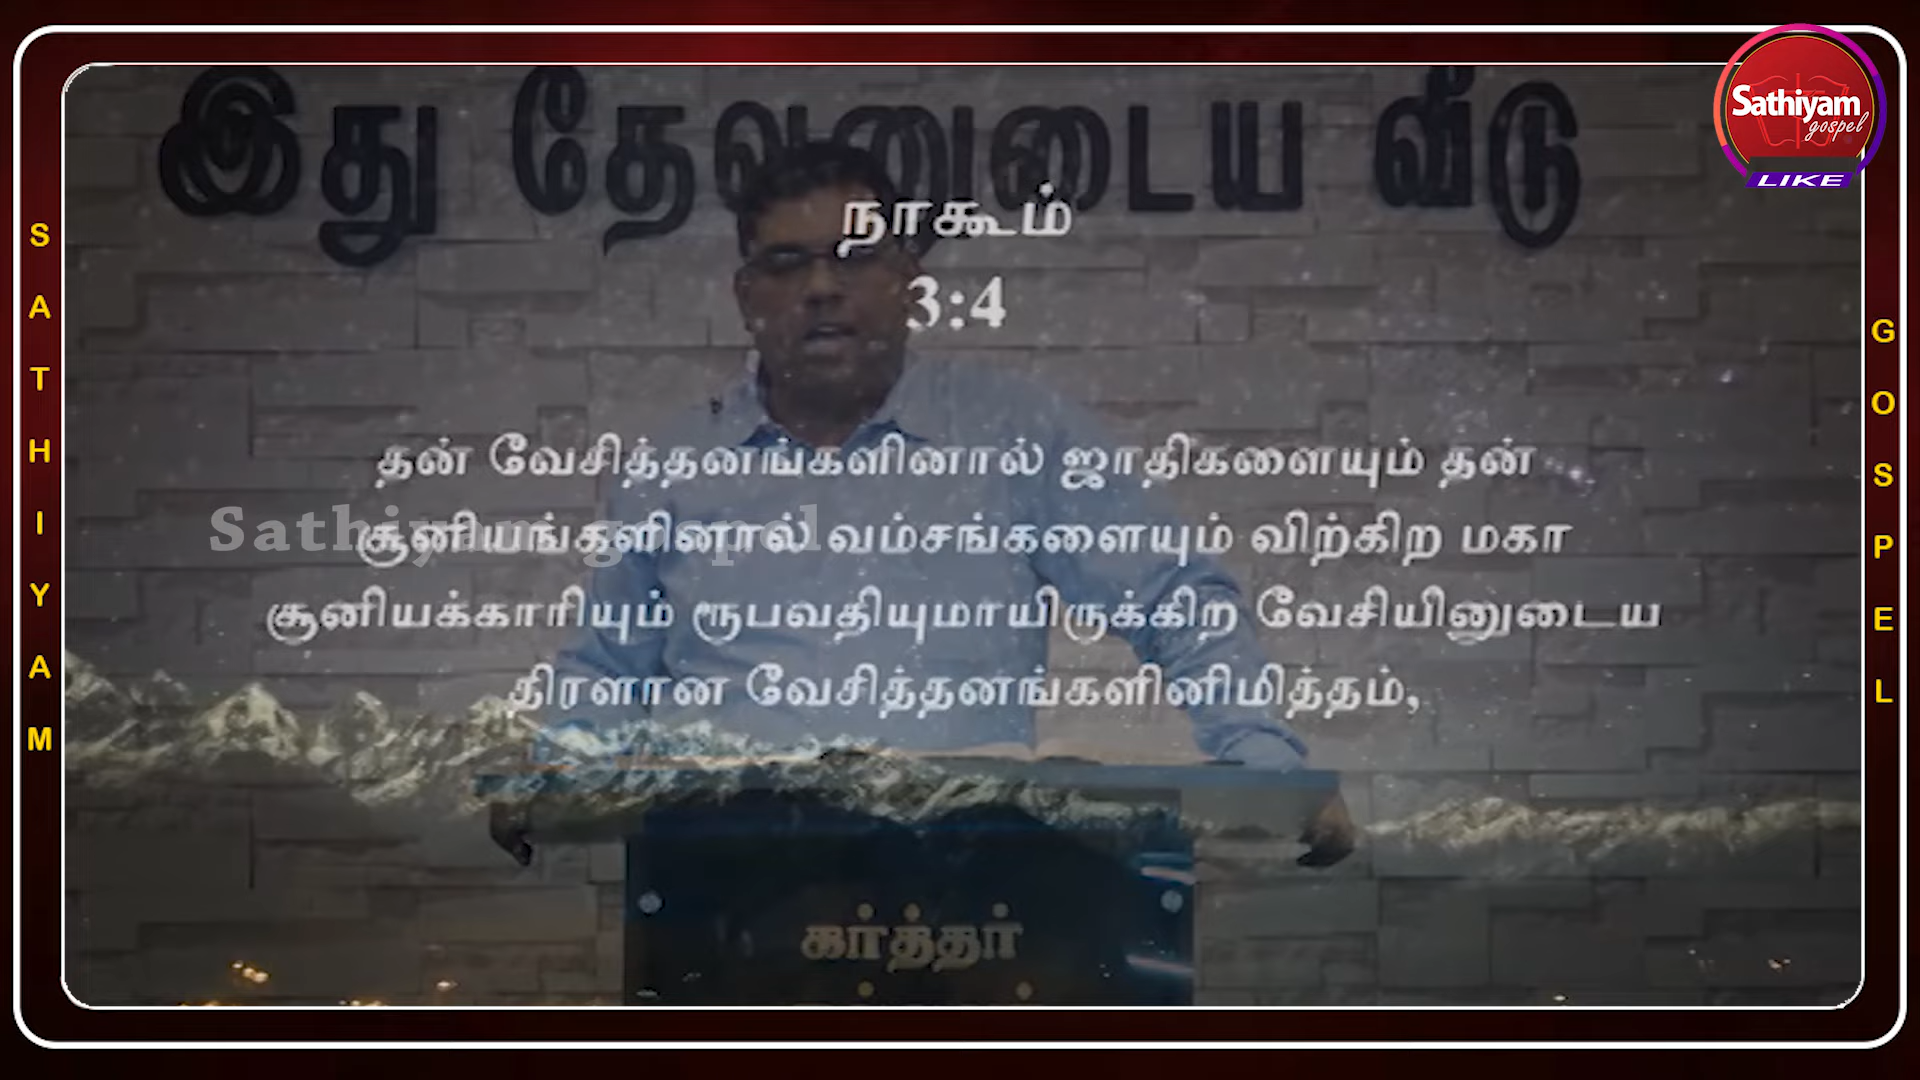 இது தேவனுடைய வீடு
Sathiyam
gospel
LIKE
நாகூம்
3:4
தன் வேசித்தனங்களினால் ஜாதிகளையும் தன்
சூனியங்களினால் வம்சங்களையும் விற்கிற மகா
சூனியக்காரியும் ரூபவதியுமாயிருக்கிற வேசியினுடைய
திரளான வேசித்தனங்களினிமித்தம்,
Sathiyam gospel
SATHIYAM
GOSPEL
கர்த்தர்